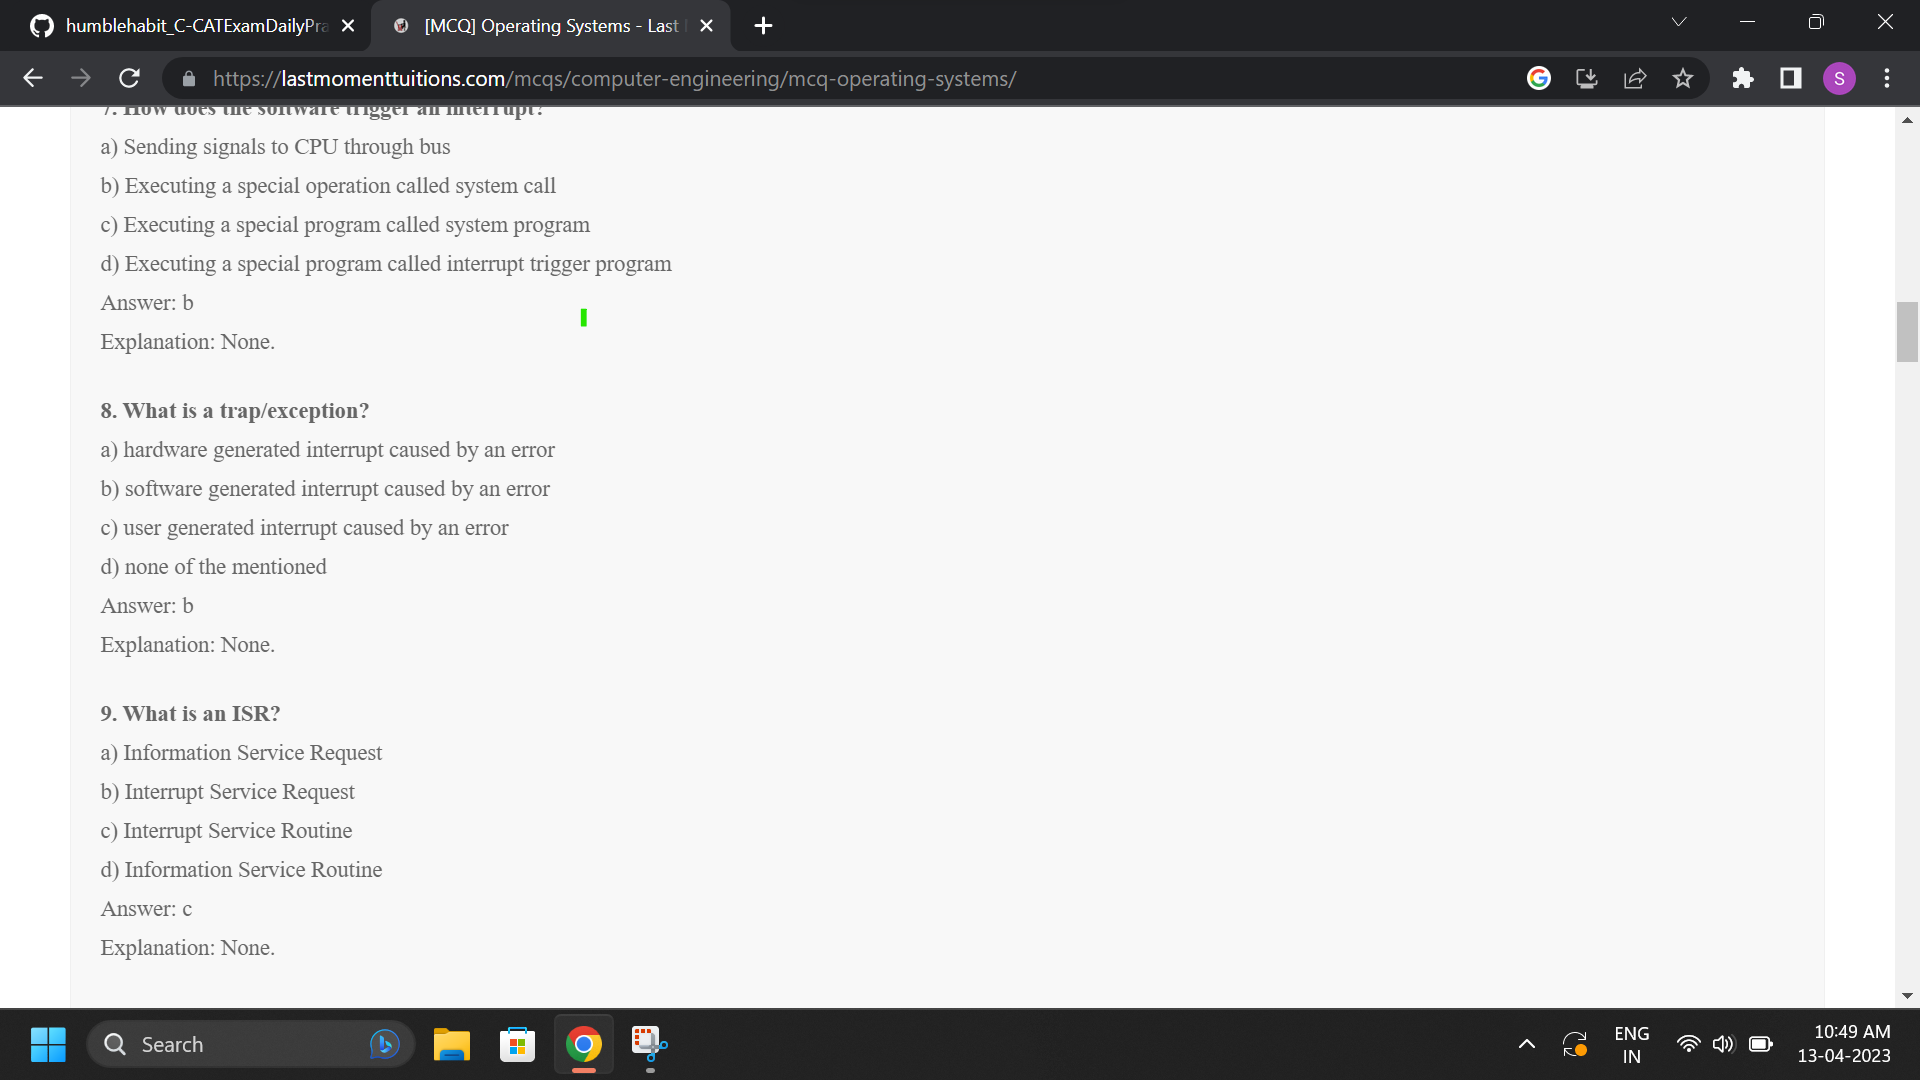 humblehabit_C-CATExamDailyPra
[MCQ] Operating Systems - Last
https://lastmomenttuitions.com/mcqs/computer-engineering/mcq-operating-systems/
S
7. How does the software trigger an interrupt?
a) Sending signals to CPU through bus
b) Executing a special operation called system call
c) Executing a special program called system program
d) Executing a special program called interrupt trigger program
Answer: b
Explanation: None.
8. What is a trap/exception?
a) hardware generated interrupt caused by an error
b) software generated interrupt caused by an error
c) user generated interrupt caused by an error
d) none of the mentioned
Answer: b
Explanation: None.
9. What is an ISR?
a) Information Service Request
b) Interrupt Service Request
c) Interrupt Service Routine
d) Information Service Routine
Answer: c
Explanation: None.
Search
ENG
IN
10:49 AM
13-04-2023